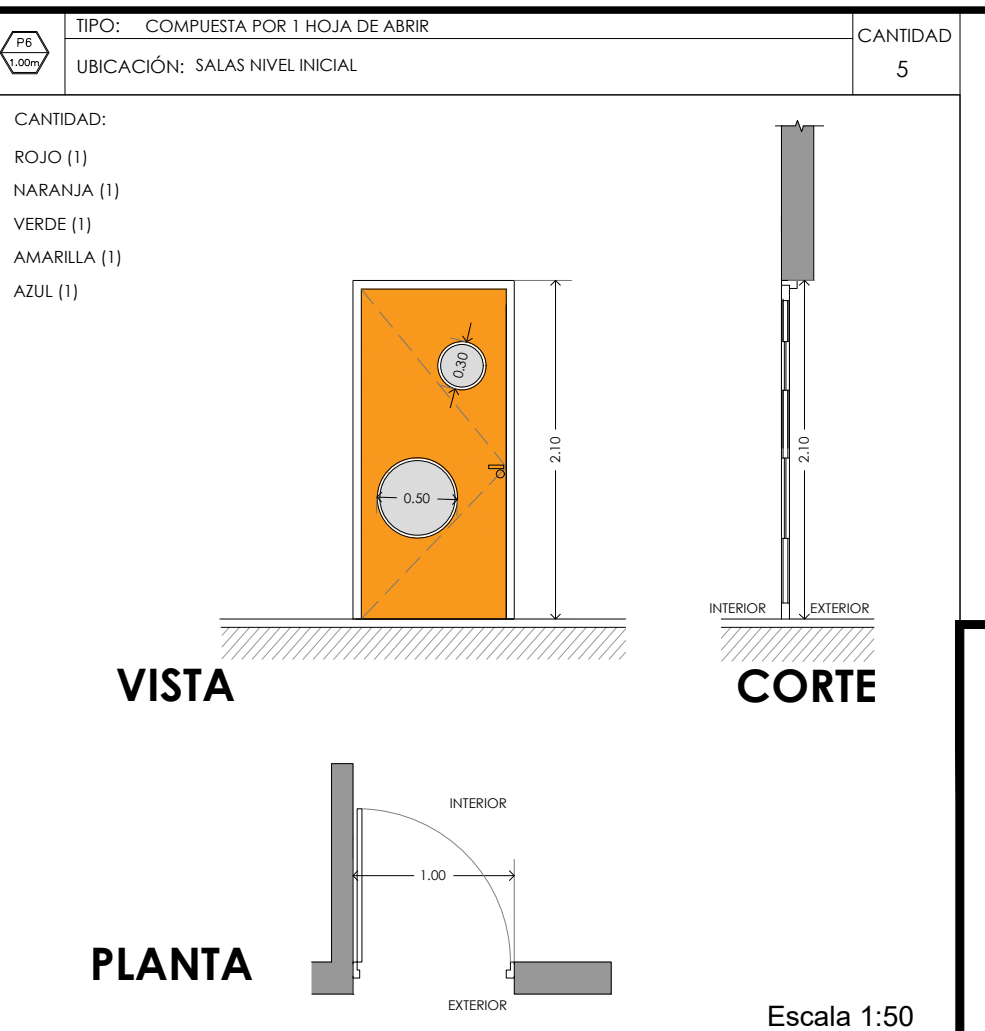 P6
1.00m
TIPO: COMPUESTA POR 1 HOJA DE ABRIR
UBICACIÓN: SALAS NIVEL INICIAL
CANTIDAD
5
CANTIDAD:
ROJO (1)
NARANJA (1)
VERDE (1)
AMARILLA (1)
AZUL (1)
0.30
0.50
2.10
2.10
INTERIOR
EXTERIOR
VISTA
CORTE
INTERIOR
1.00
PLANTA
EXTERIOR
Escala 1:50